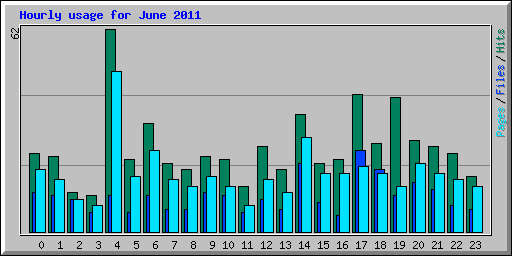 Hourly usage for June 2011
62
Pages / Files / Hits
0 1 2 3 4 5 6 7 8 9 10 11 12 13 14 15 16 17 18 19 20 21 22 23